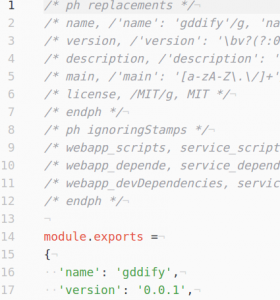 1 /* ph replacements */¬
2 /* name, /'name': 'gddify'/g, 'na
3 /* version, /'version': '\bv?(?:0
4 /* description, /'description': '
5 /* main, /'main': '[a-zA-Z\.\/]+'
6 /* license, /MIT/g, MIT */¬
7 /* endph */¬
8 /* ph ignoringStamps */¬
9 /* webapp_scripts, service_script
10 /* webapp_depende, service_depend
11 /* webapp_devDependencies, servic
12 /* endph */¬
13 ¬
14 module.exports =¬
15 {¬
16 ··'name': 'gddify',¬
17 ··'version': '0.0.1',¬